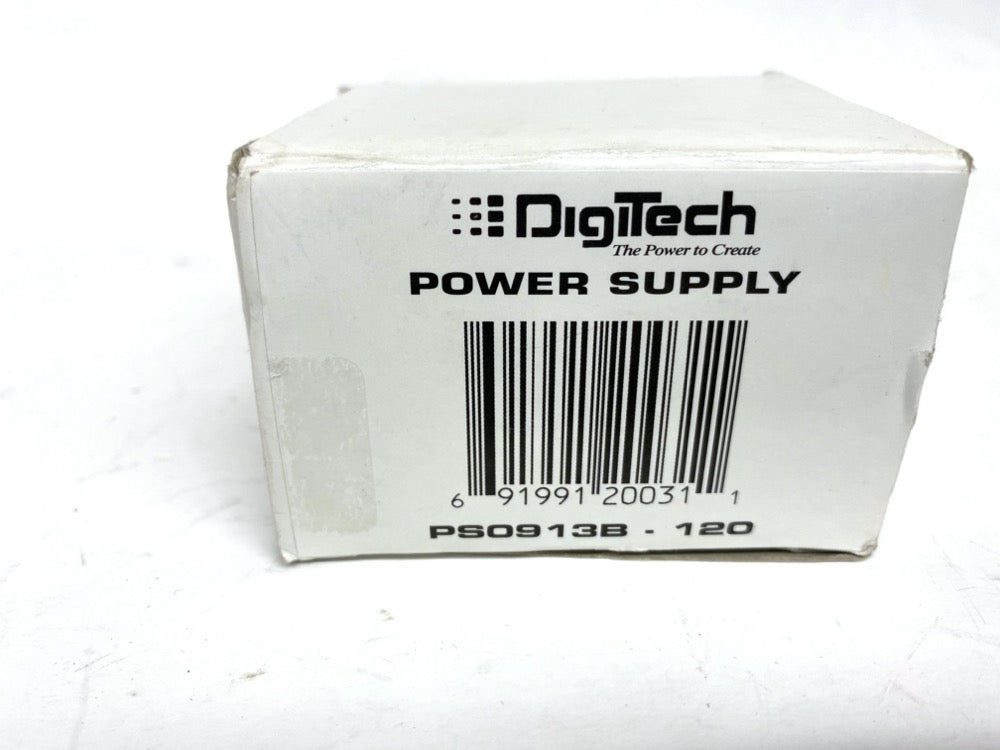 DigiTech
The Power to Create
POWER SUPPLY
6 91991 20031 1
PS0913B - 120